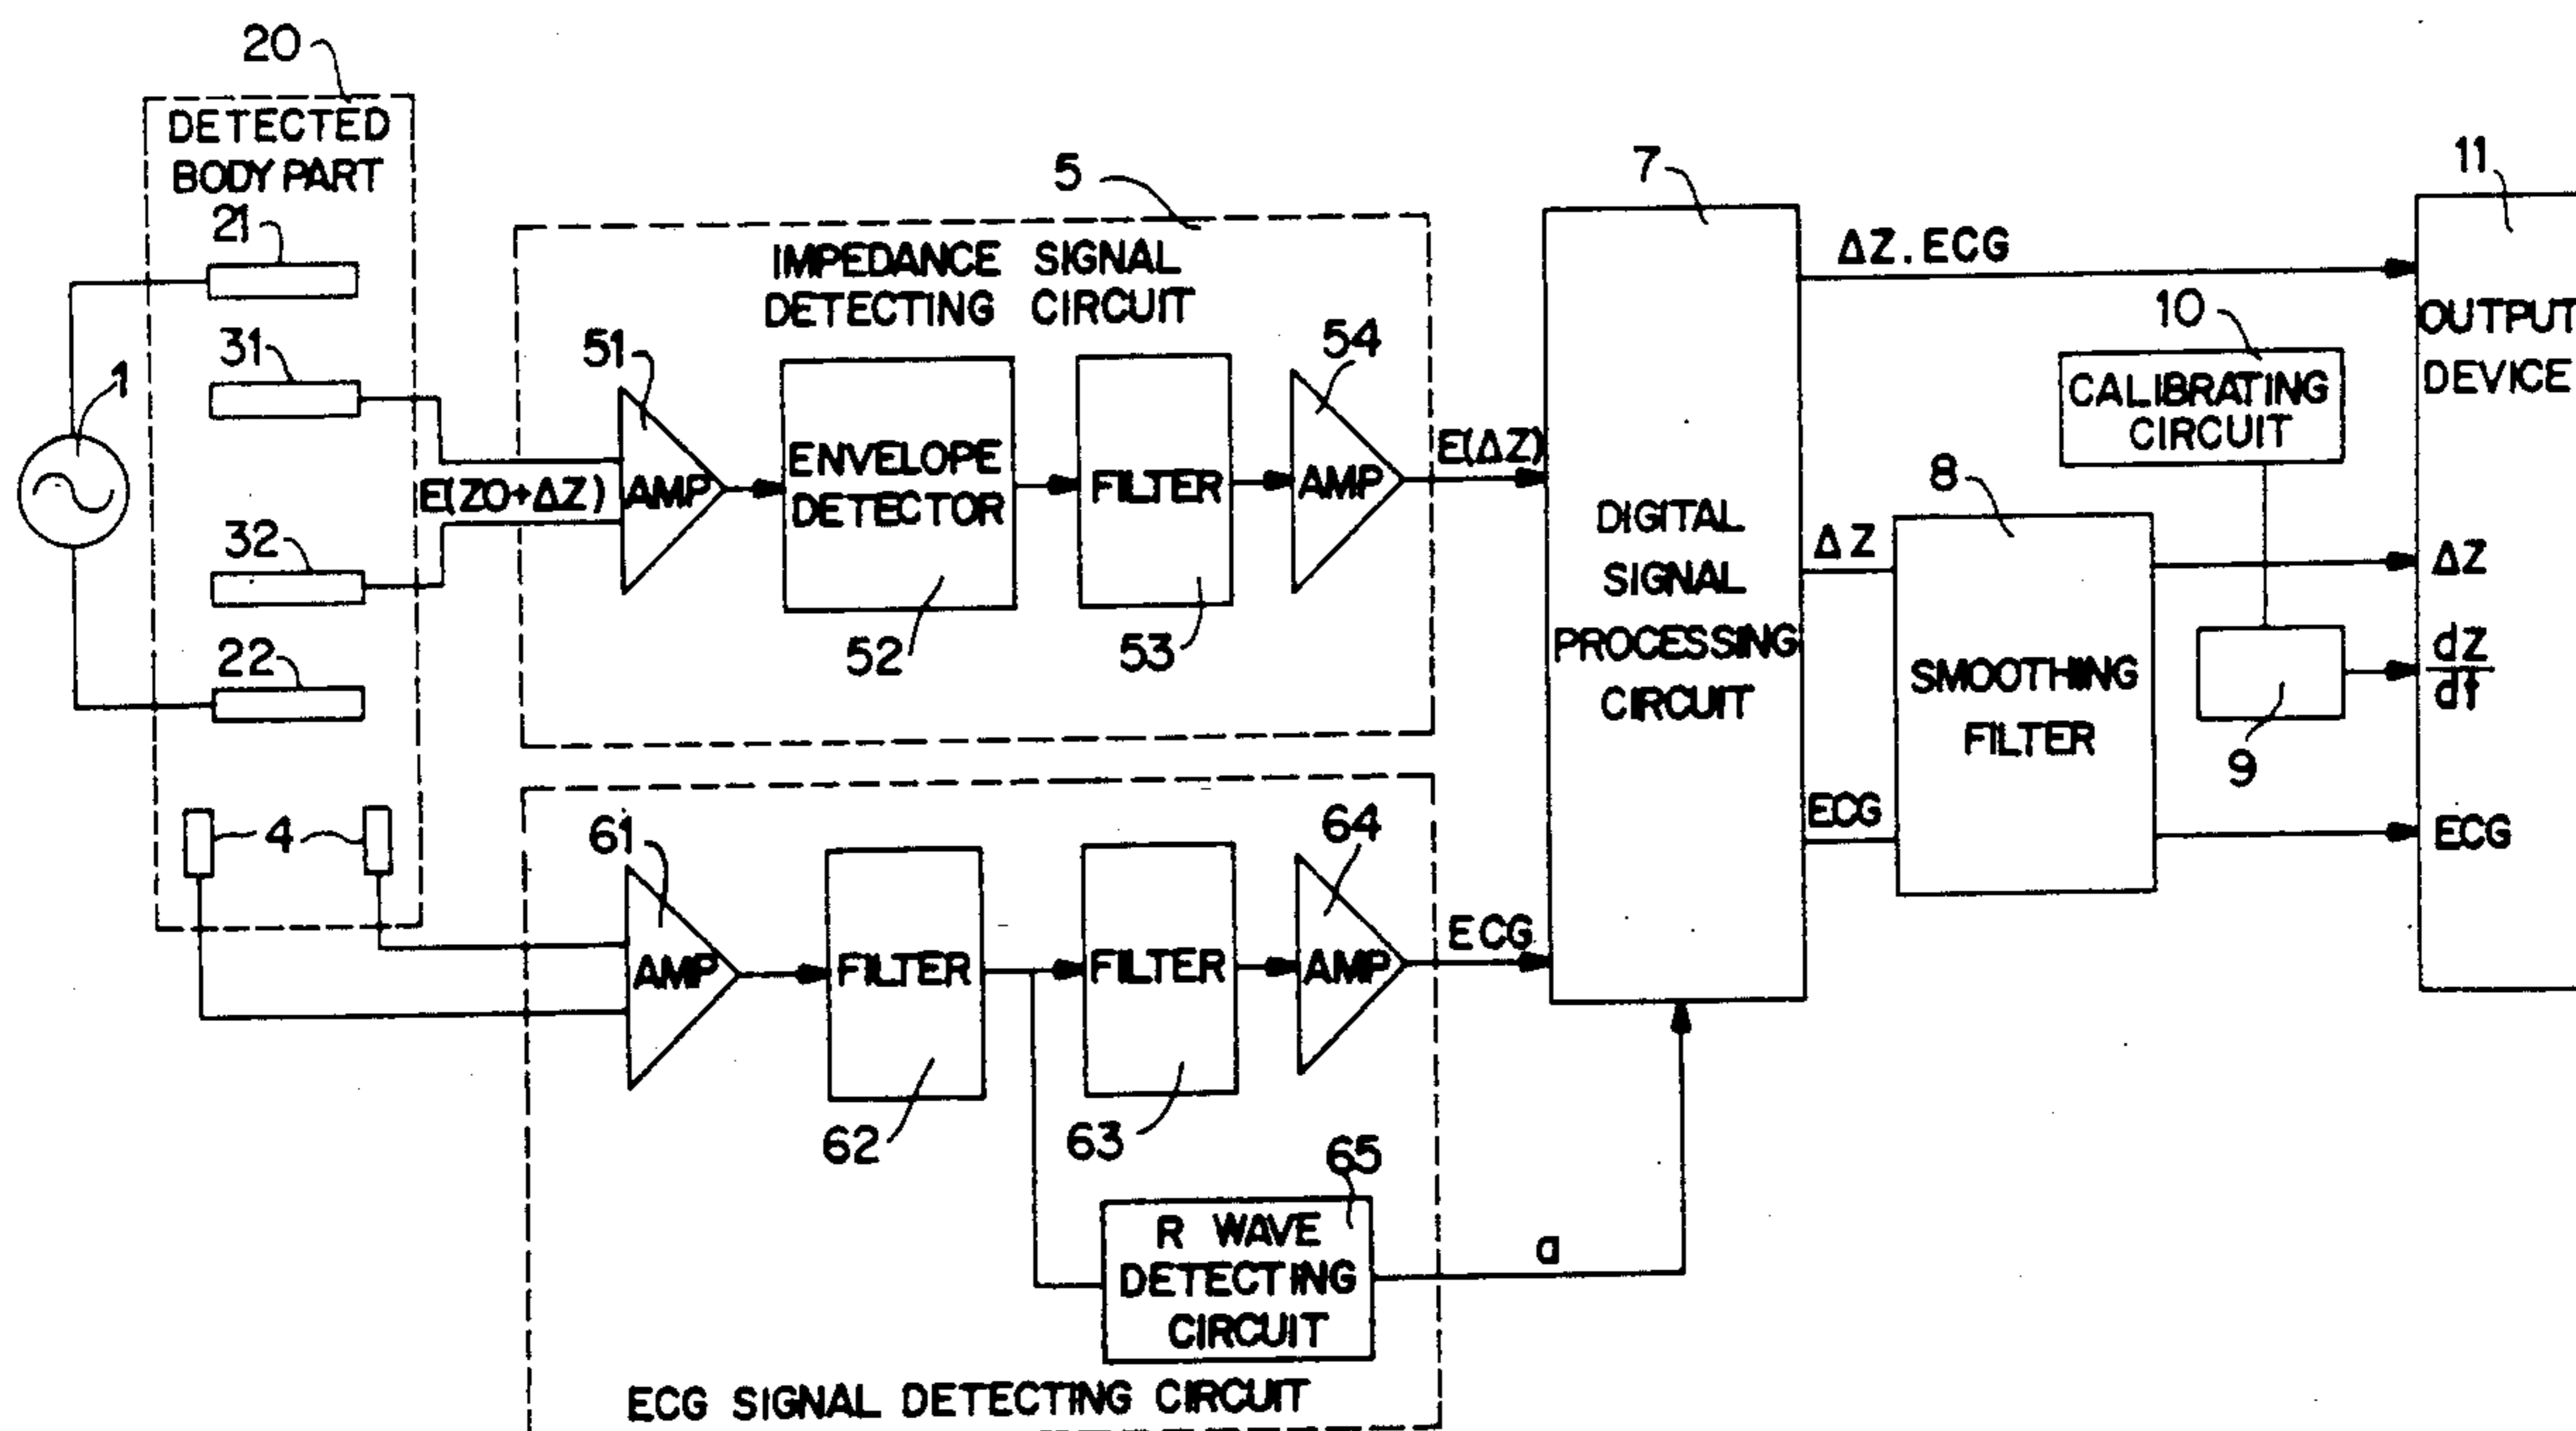 20
DETECTED
BODY PART
21
31
1
32
22
4
5
IMPEDANCE SIGNAL
DETECTING CIRCUIT
51
AMP
E(ZO+ΔZ)
ENVELOPE
DETECTOR
52
FILTER
53
54
AMP
E(ΔZ)
61
AMP
FILTER
62
FILTER
63
64
AMP
ECG
65
R WAVE
DETECTING
CIRCUIT
a
ECG SIGNAL DETECTING CIRCUIT
7
DIGITAL
SIGNAL
PROCESSING
CIRCUIT
ΔZ.ECG
ΔZ
ECG
8
SMOOTHING
FILTER
10
CALIBRATING
CIRCUIT
9
11
OUTPUT
DEVICE
ΔZ
dZ
dt
ECG